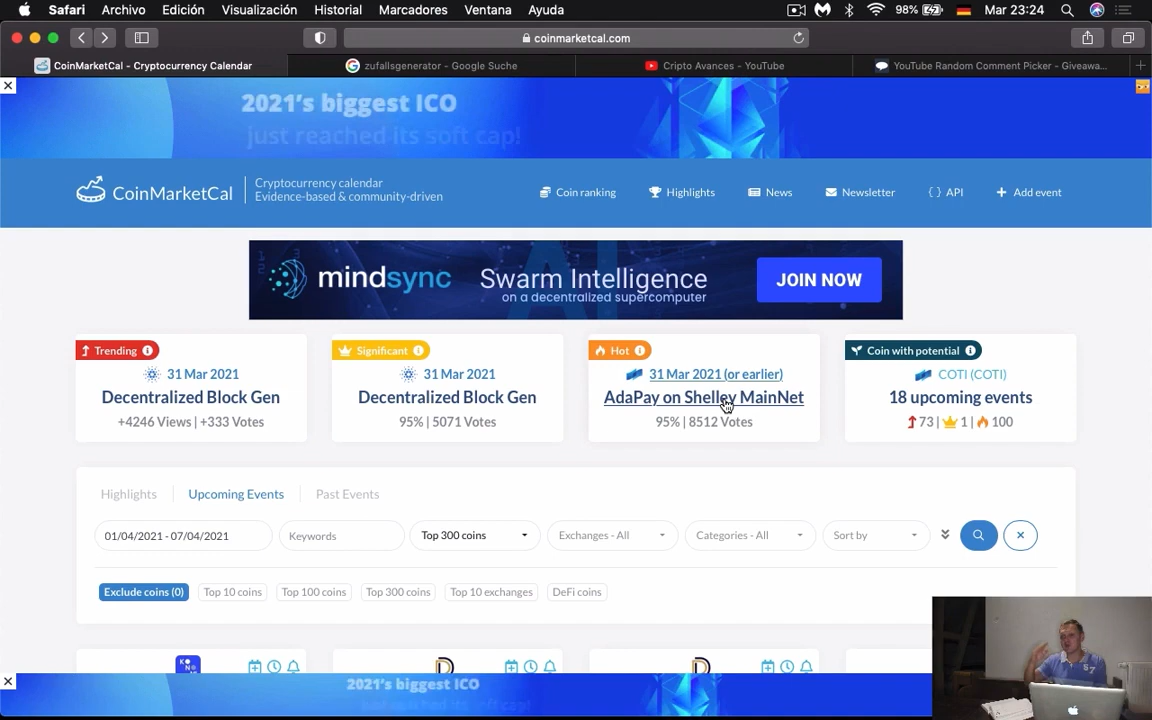 Safari Archivo Edición Visualización Historial Marcadores Ventana Ayuda 98% Mar 23:24
coinmarketcal.com
CoinMarketCal - Cryptocurrency Calendar zufallsgenerator - Google Suche Cripto Avances - YouTube YouTube Random Comment Picker - Giveawa...
2021's biggest ICO
just reached its soft cap!
CoinMarketCal
Cryptocurrency calendar
Evidence-based & community-driven
Coin ranking Highlights News Newsletter API Add event
mindsync Swarm Intelligence
on a decentralized supercomputer
JOIN NOW
Trending Significant Hot Coin with potential
31 Mar 2021 31 Mar 2021 31 Mar 2021 (or earlier) COTI (COTI)
Decentralized Block Gen Decentralized Block Gen AdaPay on Shelley MainNet 18 upcoming events
+4246 Views | +333 Votes 95% | 5071 Votes 95% | 8512 Votes 73 | 1 | 100
Highlights Upcoming Events Past Events
01/04/2021 - 07/04/2021 Keywords Top 300 coins Exchanges - All Categories - All Sort by
Exclude coins (0) Top 10 coins Top 100 coins Top 300 coins Top 10 exchanges DeFi coins
2021's biggest ICO
just reached its soft cap!